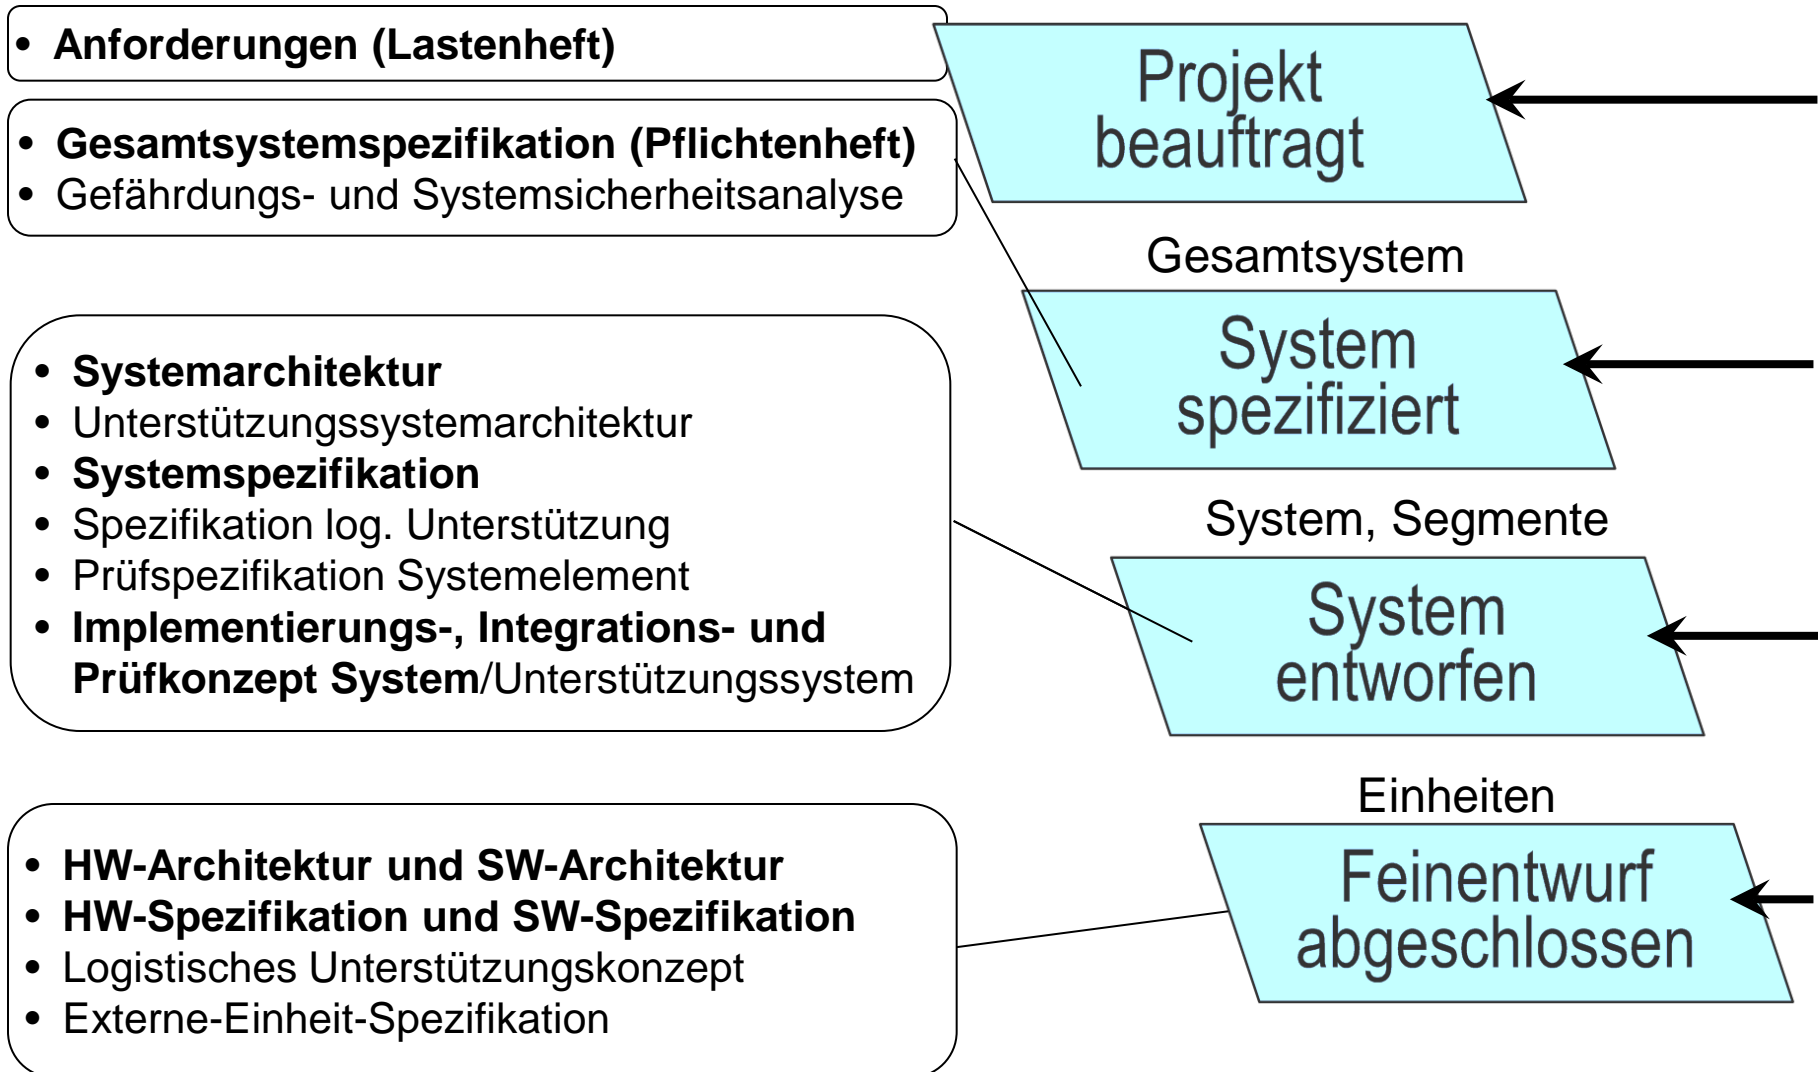 • Anforderungen (Lastenheft)
Projekt
beauftragt
• Gesamtsystemspezifikation (Pflichtenheft)
• Gefährdungs- und Systemsicherheitsanalyse
Gesamtsystem
System
spezifiziert
• Systemarchitektur
• Unterstützungssystemarchitektur
• Systemspezifikation
• Spezifikation log. Unterstützung
• Prüfspezifikation Systemelement
• Implementierungs-, Integrations- und
Prüfkonzept System/Unterstützungssystem
System, Segmente
System
entworfen
Einheiten
Feinentwurf
abgeschlossen
• HW-Architektur und SW-Architektur
• HW-Spezifikation und SW-Spezifikation
• Logistisches Unterstützungskonzept
• Externe-Einheit-Spezifikation